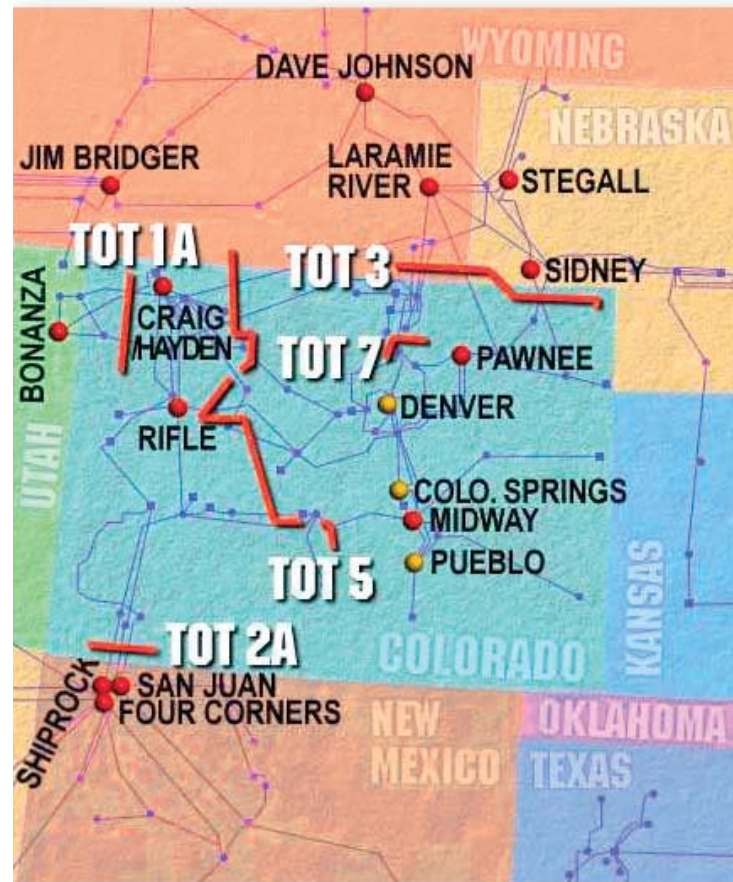 WYOMING
DAVE JOHNSON
NEBRASKA
JIM BRIDGER
LARAMIE
RIVER
STEGALL
TOT 1A
TOT 3
SIDNEY
BONANZA
CRAIG
/HAYDEN
TOT 7
PAWNEE
DENVER
RIFLE
UTAH
COLO. SPRINGS
MIDWAY
PUEBLO
TOT 5
KANSAS
TOT 2A
COLORADO
SHIPROCK
SAN JUAN
FOUR CORNERS
NEW
MEXICO
OKLAHOMA
TEXAS